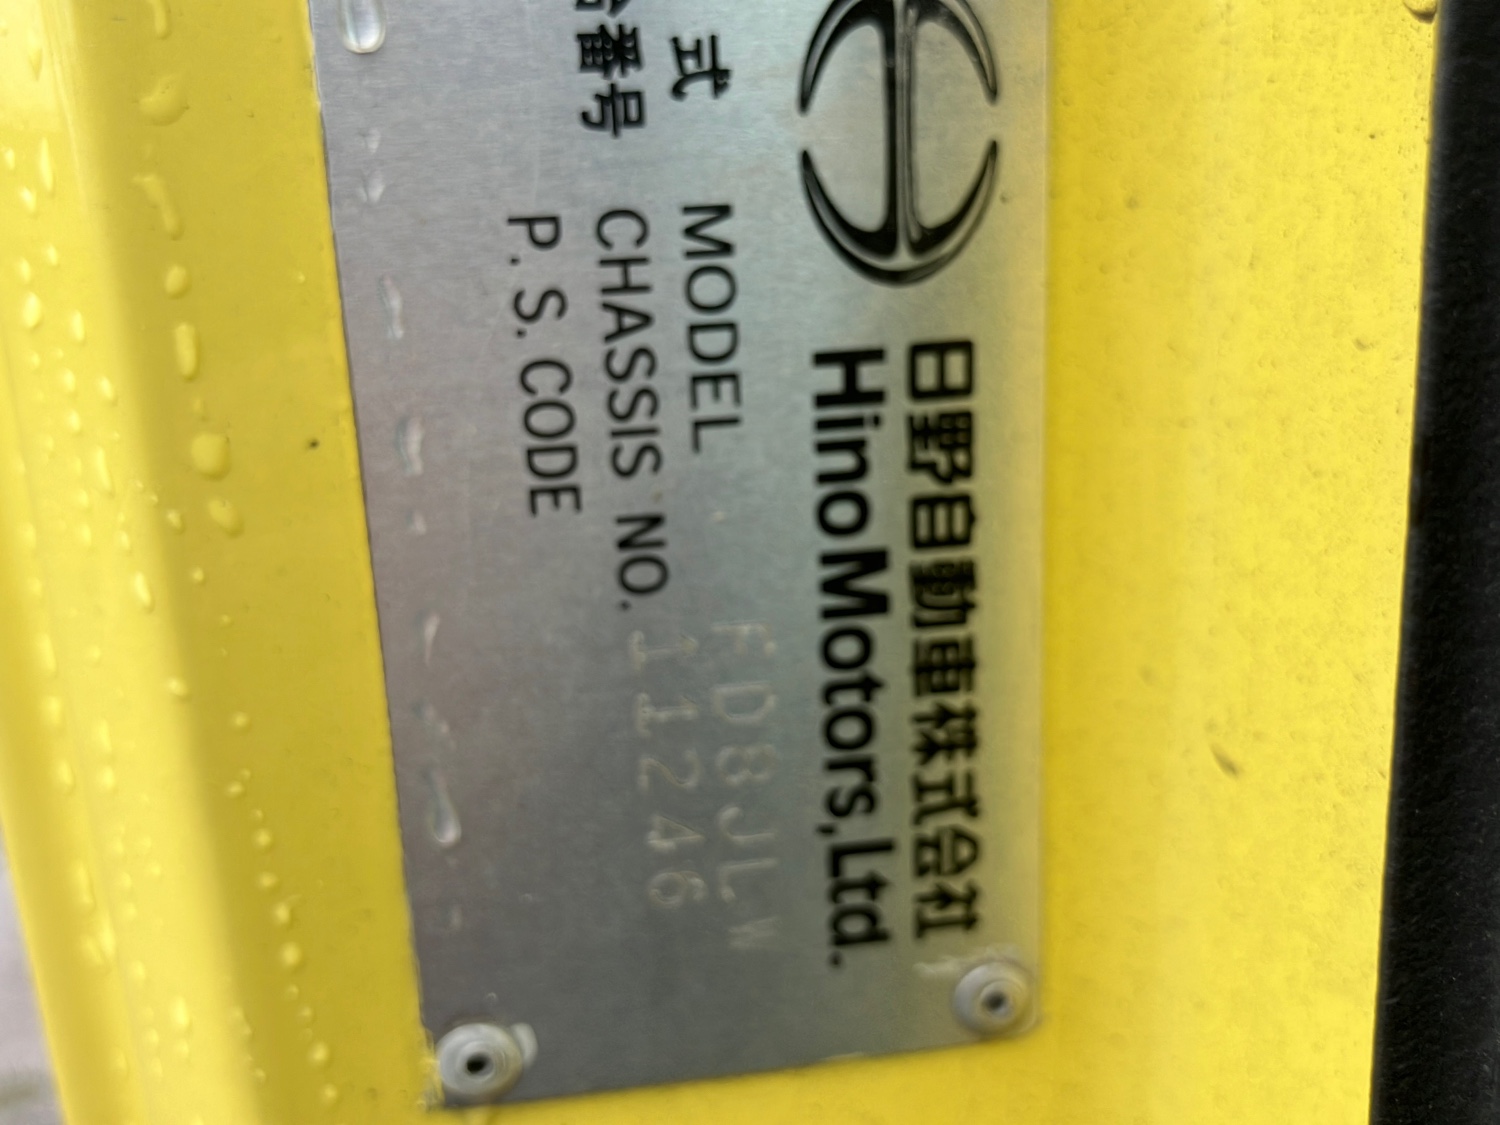 日野自動車株式会社
Hino Motors, Ltd.
式 MODEL FD8JLW
番号 CHASSIS NO. 11246
P. S. CODE